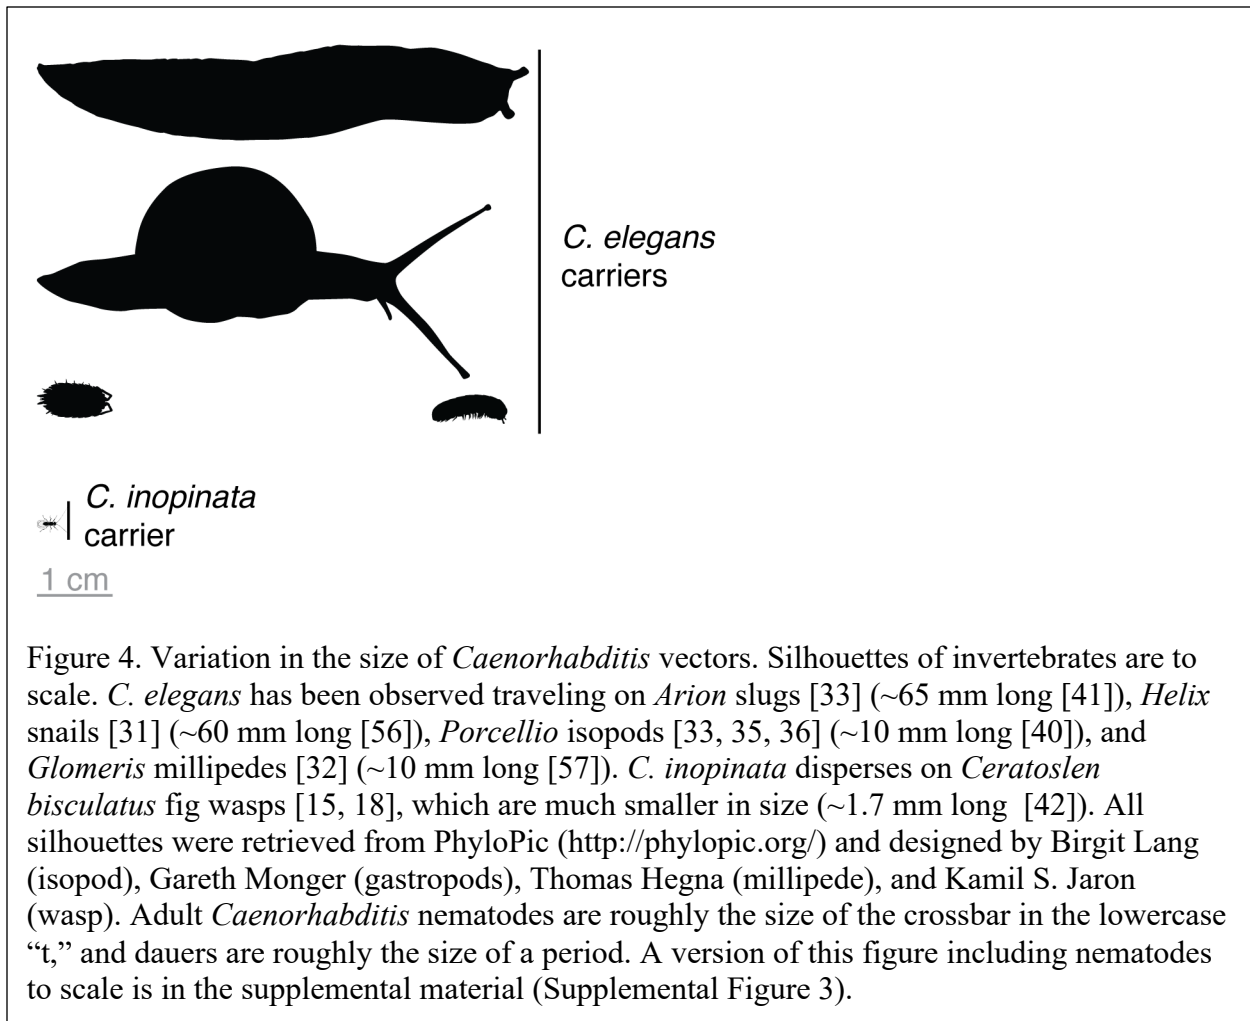 C. elegans
carriers
C. inopinata
carrier
1 cm
Figure 4. Variation in the size of Caenorhabditis vectors. Silhouettes of invertebrates are to
scale. C. elegans has been observed traveling on Arion slugs [33] (~65 mm long [41]), Helix
snails [31] (~60 mm long [56]), Porcellio isopods [33, 35, 36] (~10 mm long [40]), and
Glomeris millipedes [32] (~10 mm long [57]). C. inopinata disperses on Ceratoslen
bisculatus fig wasps [15, 18], which are much smaller in size (~1.7 mm long  [42]). All
silhouettes were retrieved from PhyloPic (http://phylopic.org/) and designed by Birgit Lang
(isopod), Gareth Monger (gastropods), Thomas Hegna (millipede), and Kamil S. Jaron
(wasp). Adult Caenorhabditis nematodes are roughly the size of the crossbar in the lowercase
“t,” and dauers are roughly the size of a period. A version of this figure including nematodes
to scale is in the supplemental material (Supplemental Figure 3).